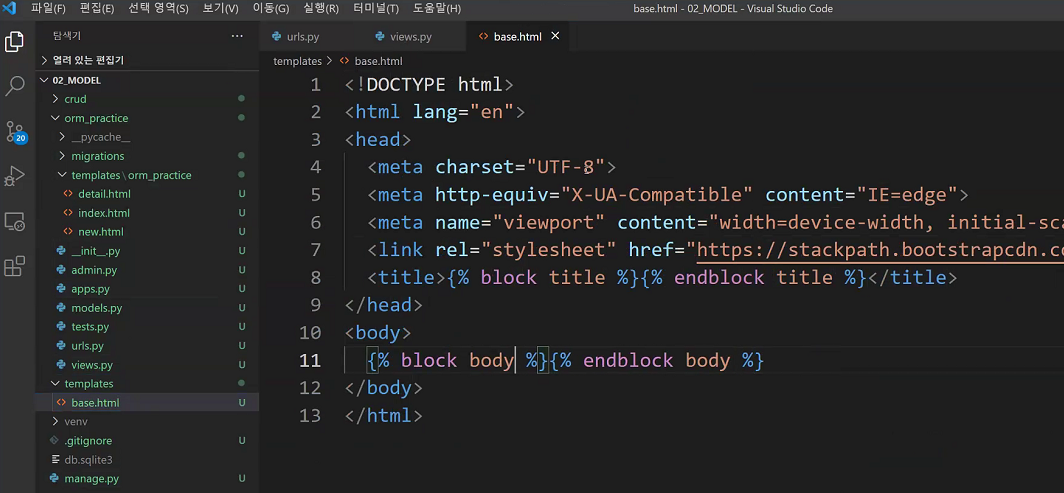 파일(F) 편집(E) 선택 영역(S) 보기(V) 이동(G) 실행(R) 터미널(T) 도움말(H) base.html - 02_MODEL - Visual Studio Code
탐색기 ...
urls.py views.py base.html
열려 있는 편집기
templates > base.html
02_MODEL
crud
orm_practice
__pycache__
migrations
templates \ orm_practice
detail.html U
index.html U
new.html U
__init__.py U
admin.py U
apps.py U
models.py U
tests.py U
urls.py U
views.py U
templates
base.html U
venv
.gitignore U
db.sqlite3
manage.py U
20
1 <!DOCTYPE html>
2 <html lang="en">
3 <head>
4 <meta charset="UTF-8">
5 <meta http-equiv="X-UA-Compatible" content="IE=edge">
6 <meta name="viewport" content="width=device-width, initial-sca
7 <link rel="stylesheet" href="https://stackpath.bootstrapcdn.co
8 <title>{% block title %}{% endblock title %}</title>
9 </head>
10 <body>
11 {% block body %}{% endblock body %}
12 </body>
13 </html>